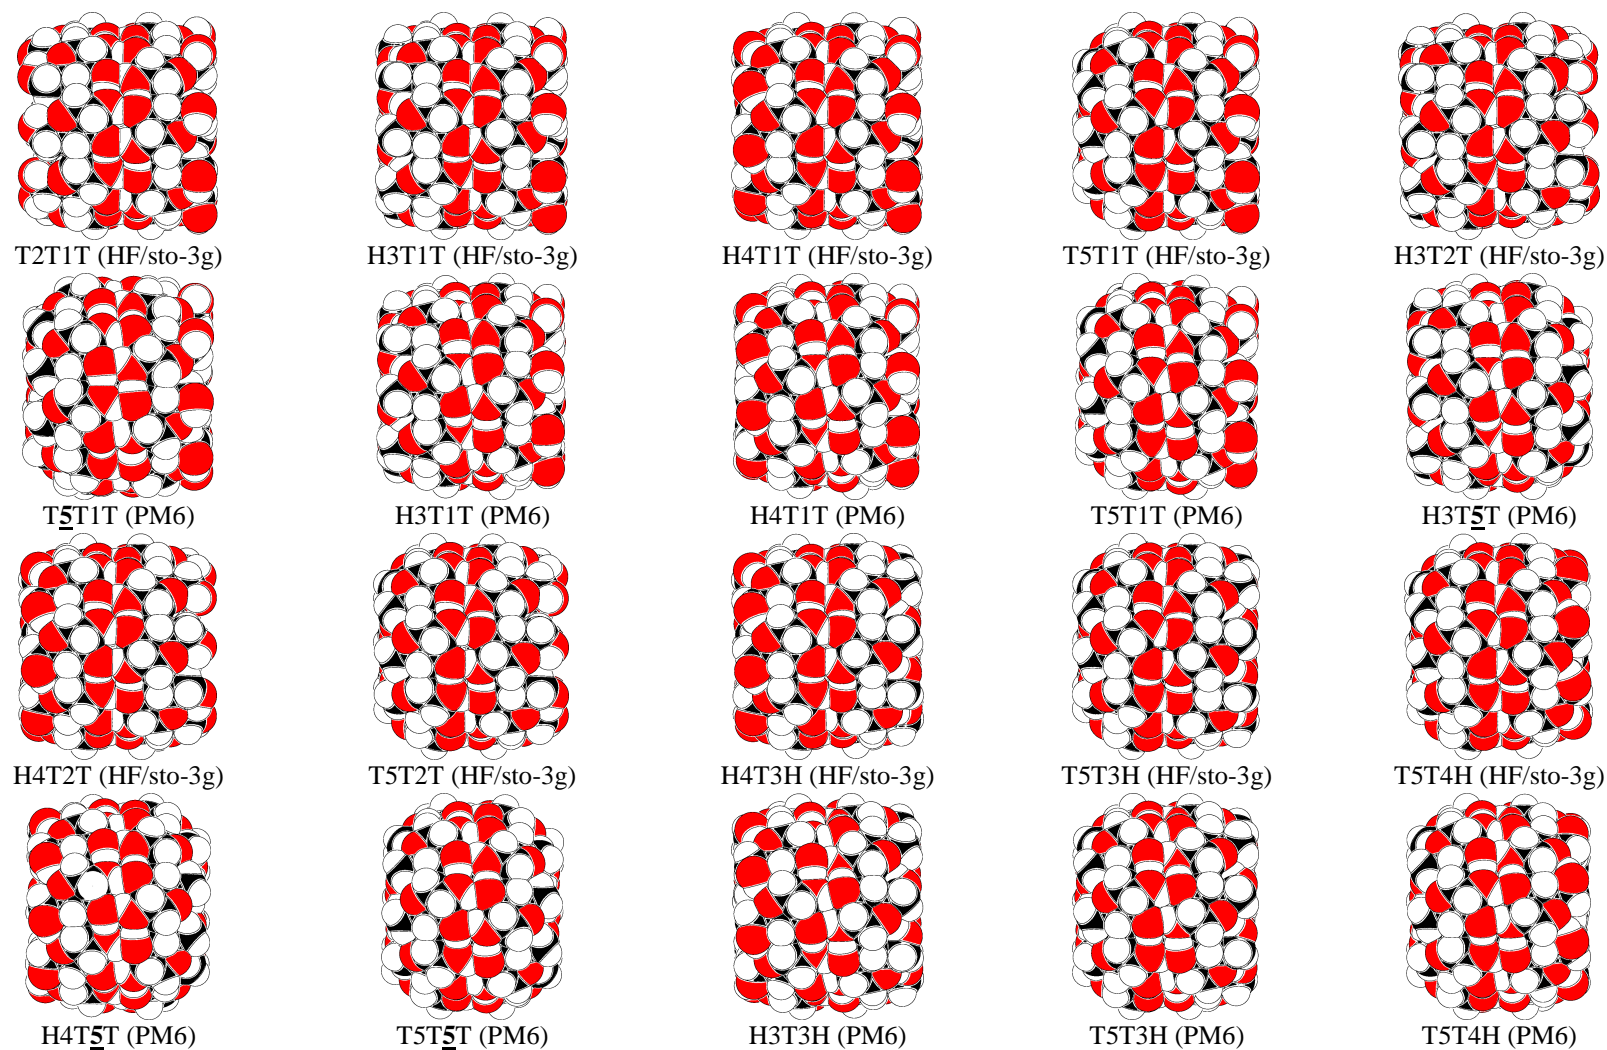 T2T1T (HF/sto-3g) H3T1T (HF/sto-3g) H4T1T (HF/sto-3g) T5T1T (HF/sto-3g) H3T2T (HF/sto-3g)
T5T1T (PM6) H3T1T (PM6) H4T1T (PM6) T5T1T (PM6) H3T5T (PM6)
H4T2T (HF/sto-3g) T5T2T (HF/sto-3g) H4T3H (HF/sto-3g) T5T3H (HF/sto-3g) T5T4H (HF/sto-3g)
H4T5T (PM6) T5T5T (PM6) H3T3H (PM6) T5T3H (PM6) T5T4H (PM6)